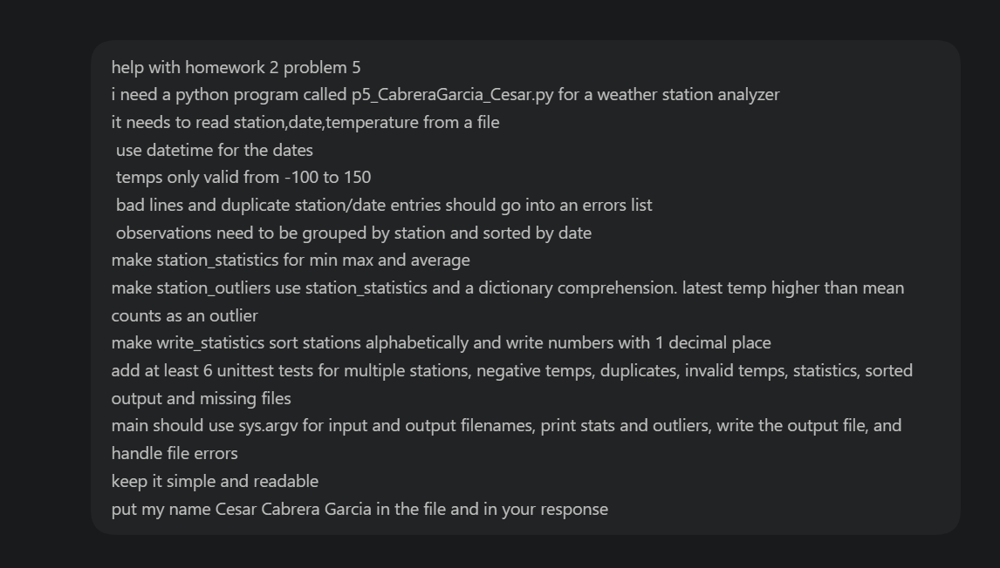 help with homework 2 problem 5
i need a python program called p5_CabreraGarcia_Cesar.py for a weather station analyzer
it needs to read station,date,temperature from a file
use datetime for the dates
temps only valid from -100 to 150
bad lines and duplicate station/date entries should go into an errors list
observations need to be grouped by station and sorted by date
make station_statistics for min max and average
make station_outliers use station_statistics and a dictionary comprehension. latest temp higher than mean
counts as an outlier
make write_statistics sort stations alphabetically and write numbers with 1 decimal place
add at least 6 unittest tests for multiple stations, negative temps, duplicates, invalid temps, statistics, sorted
output and missing files
main should use sys.argv for input and output filenames, print stats and outliers, write the output file, and
handle file errors
keep it simple and readable
put my name Cesar Cabrera Garcia in the file and in your response